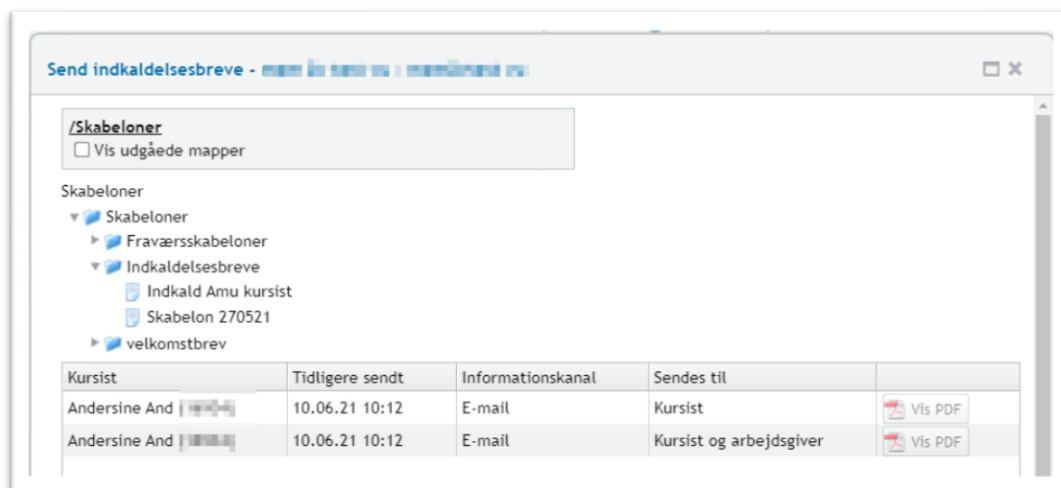 Send indkaldelsesbreve -
/Skabeloner
Vis udgåede mapper
Skabeloner
Skabeloner
Fraværsskabeloner
Indkaldelsesbreve
Indkald Amu kursist
Skabelon 270521
velkomstbrev
Kursist Tidligere sendt Informationskanal Sendes til
Andersine And 10.06.21 10:12 E-mail Kursist Vis PDF
Andersine And 10.06.21 10:12 E-mail Kursist og arbejdsgiver Vis PDF